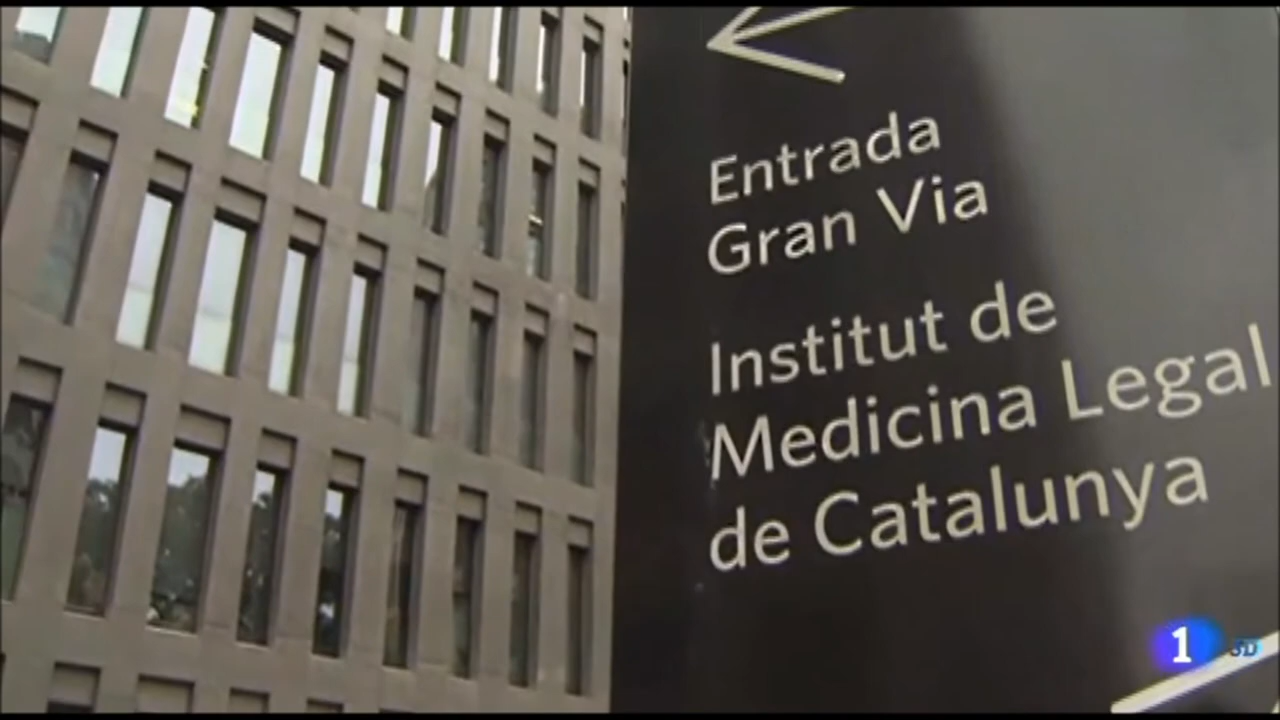 Entrada
Gran Via
Institut de
Medicina Legal
de Catalunya
1